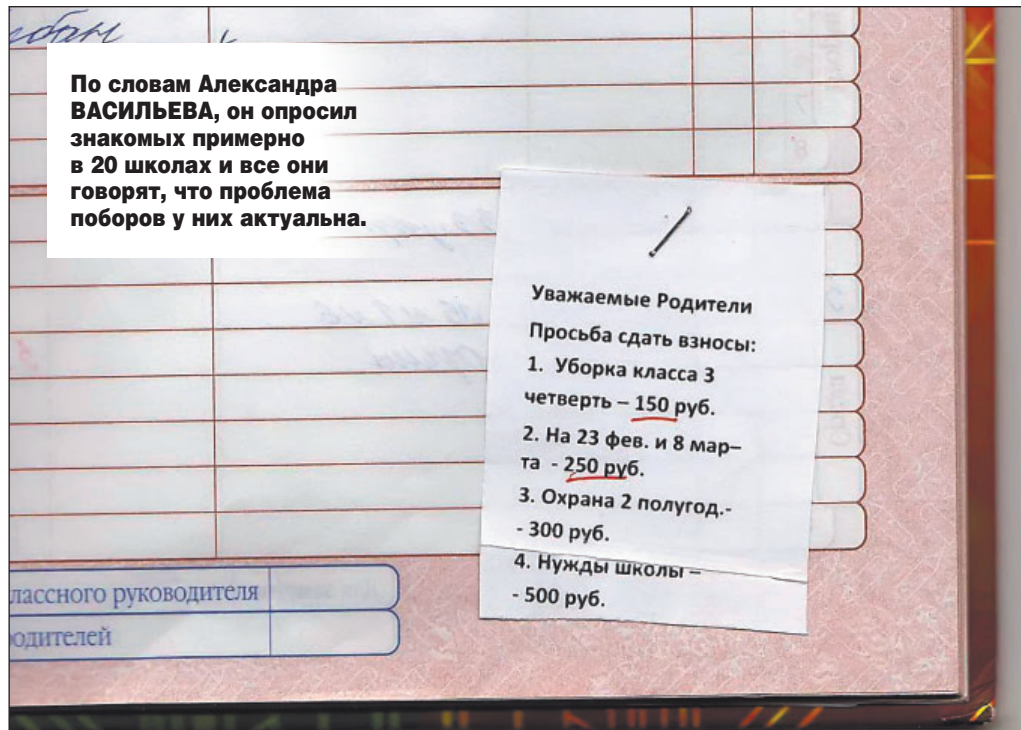 По словам Александра
ВАСИЛЬЕВА, он опросил
знакомых примерно
в 20 школах и все они
говорят, что проблема
поборов у них актуальна.
Уважаемые Родители
Просьба сдать взносы:
1. Уборка класса 3
четверть – 150 руб.
2. На 23 фев. и 8 мар–
та - 250 руб.
3. Охрана 2 полугод.-
- 300 руб.
4. Нужды школы –
- 500 руб.
лассного руководителя
одителей